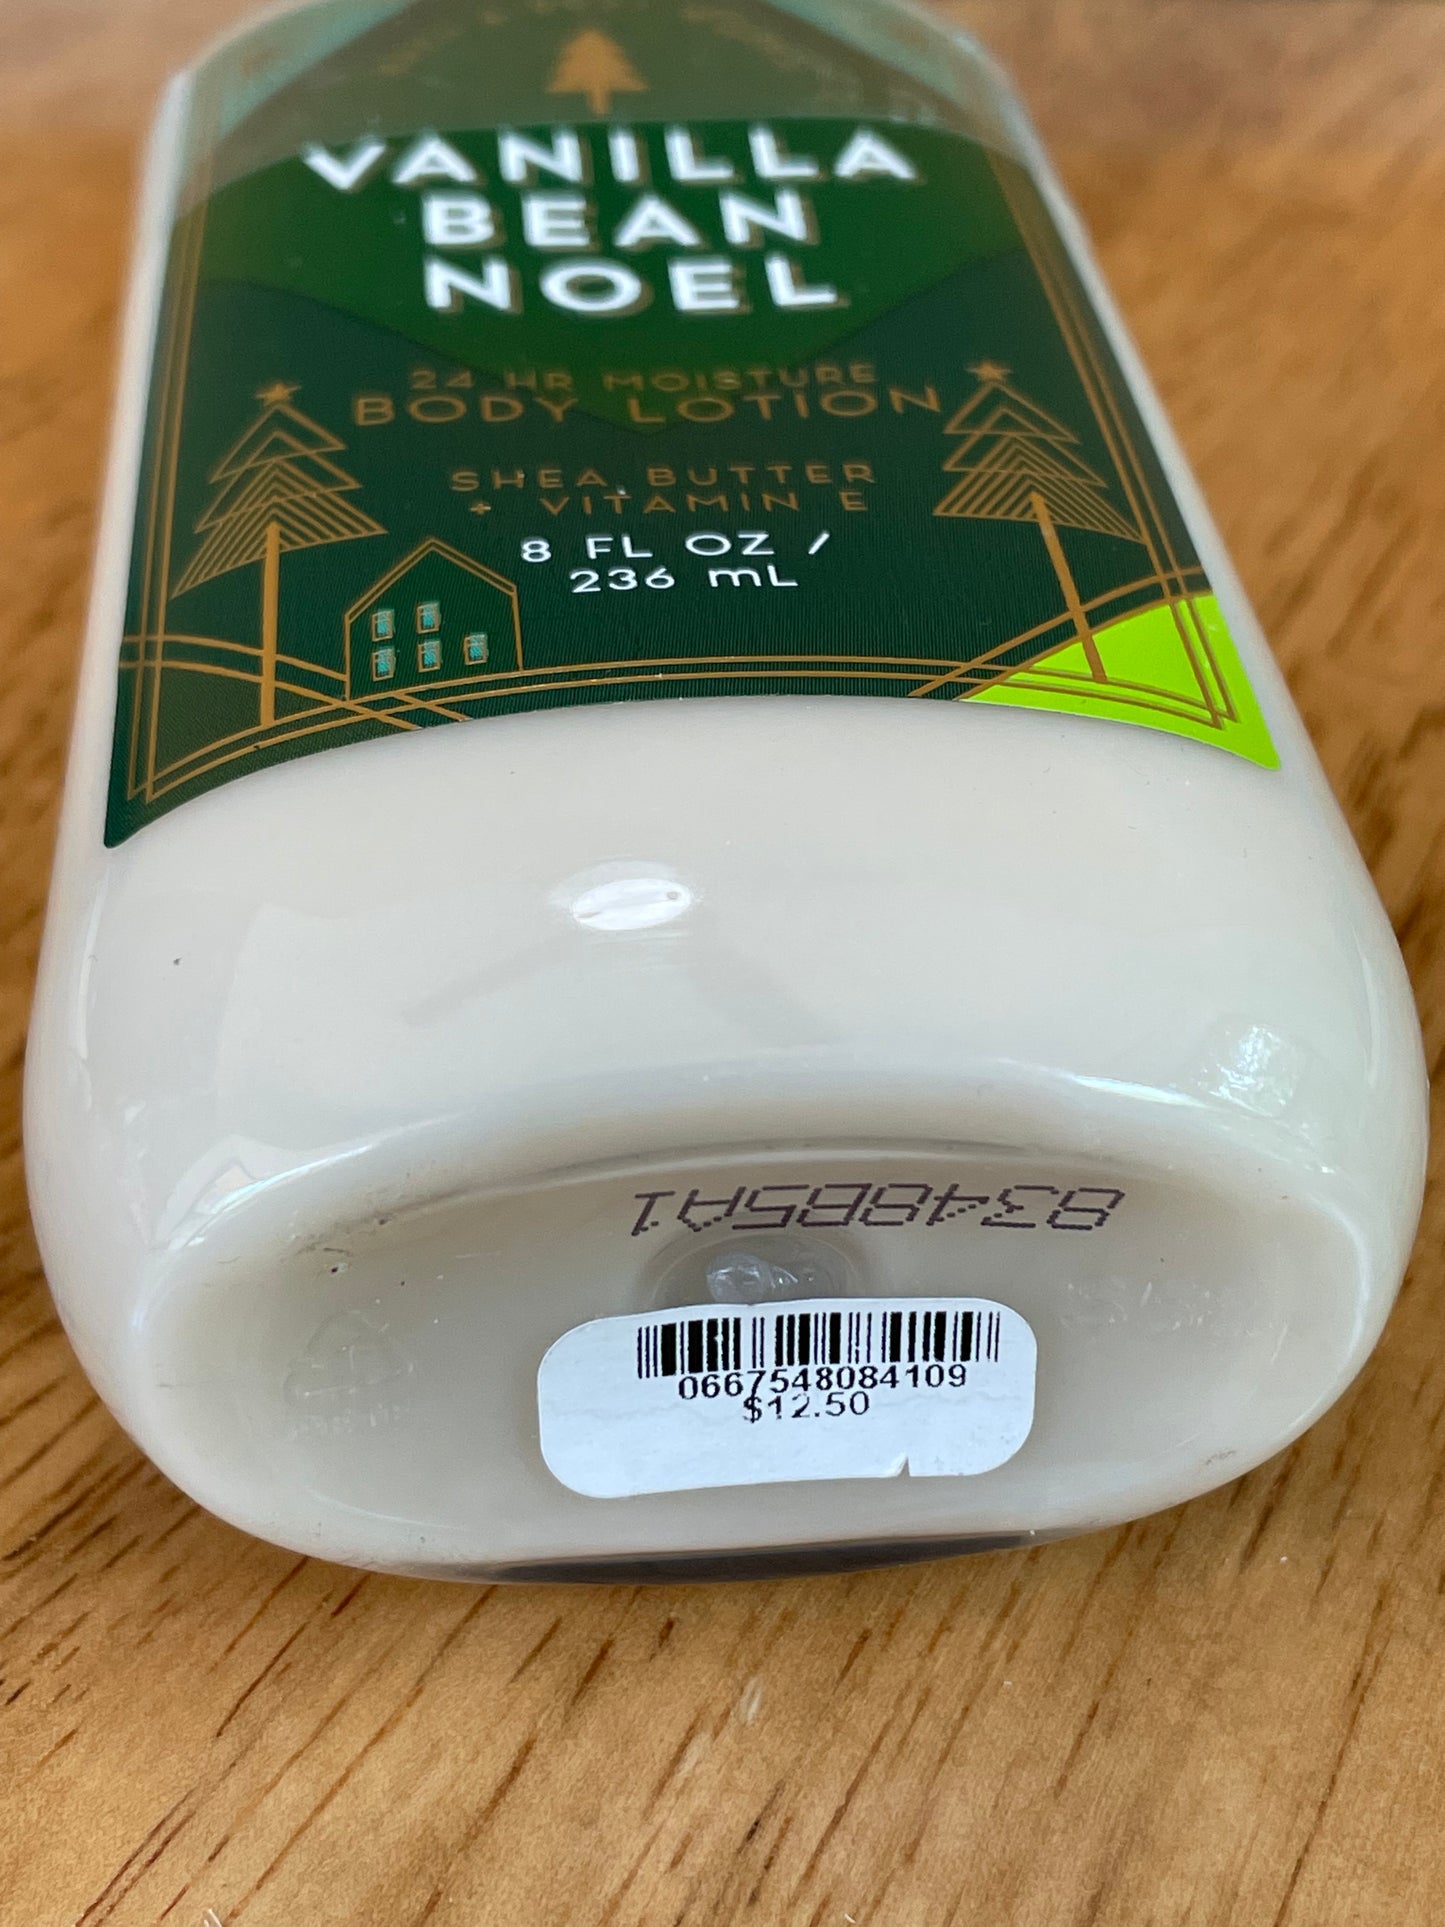 VANILLA
BEAN
NOEL
24 HR MOISTURE
BODY LOTION
SHEA BUTTER
+ VITAMIN E
8 FL OZ /
236 mL
8348B5A1
0667548084109
$12.50